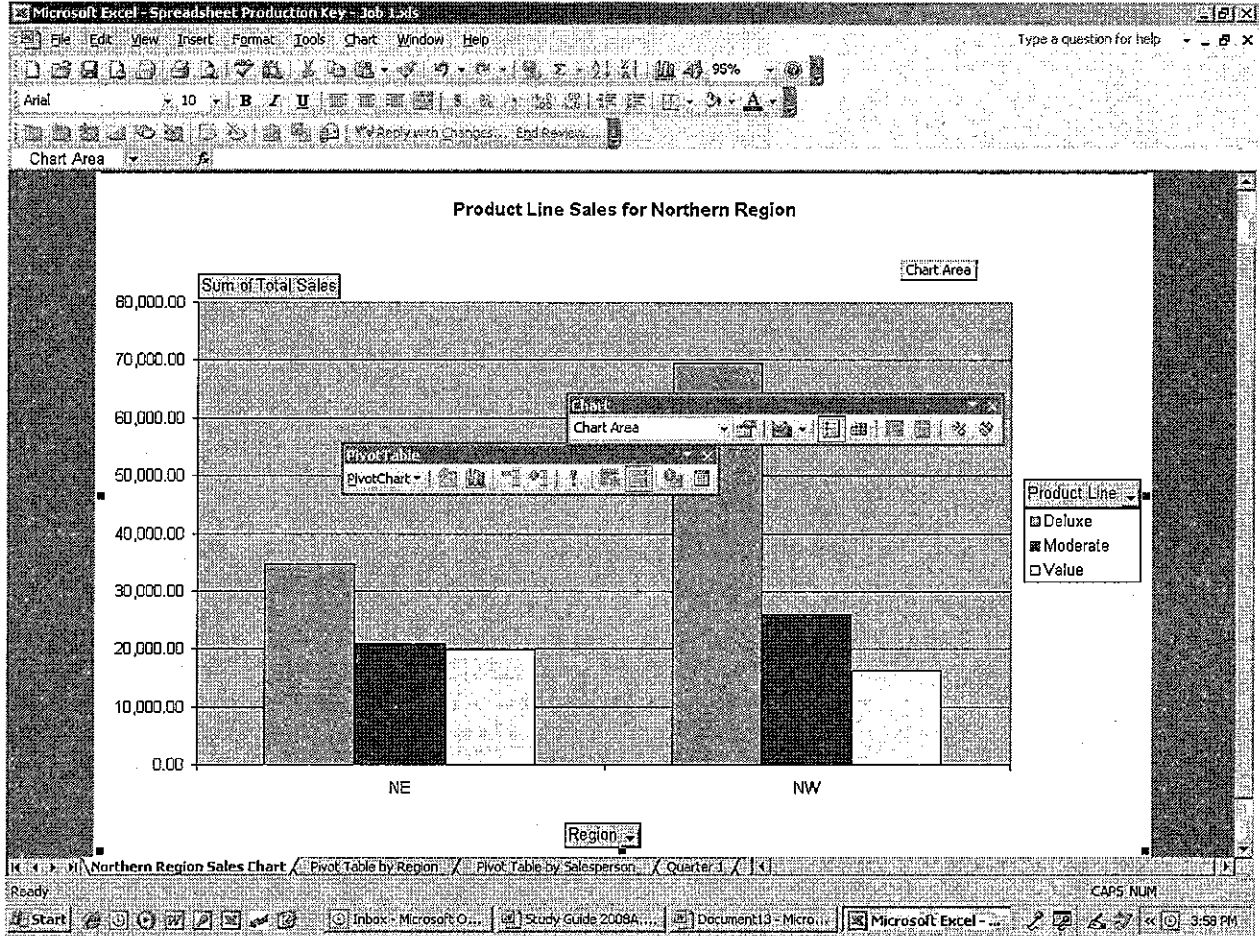 Microsoft Excel - Spreadsheet Production Key - Job 1.xls
File Edit View Insert Format Tools Chart Window Help Type a question for help
95%
Arial 10 B I U A
Reply with Changes... End Review...
Chart Area fx
Product Line Sales for Northern Region
Chart Area
Sum of Total Sales
80,000.00
70,000.00
60,000.00
50,000.00
40,000.00
30,000.00
20,000.00
10,000.00
0.00
Chart
Chart Area
PivotTable
PivotChart
Product Line
Deluxe
Moderate
Value
NE NW
Region
Northern Region Sales Chart Pivot Table by Region Pivot Table by Salesperson Quarter 1
Ready CAPS NUM
Start Inbox - Microsoft O... Study Guide 2008A.... Document13 - Micro... Microsoft Excel - ... 3:58 PM